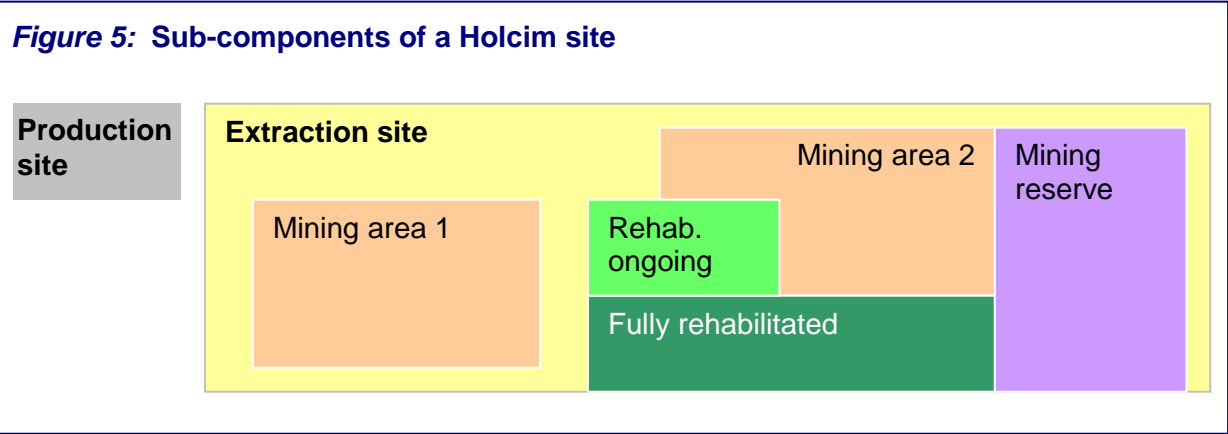 Figure 5: Sub-components of a Holcim site
Production
site
Extraction site
Mining area 1
Mining area 2
Mining
reserve
Rehab.
ongoing
Fully rehabilitated